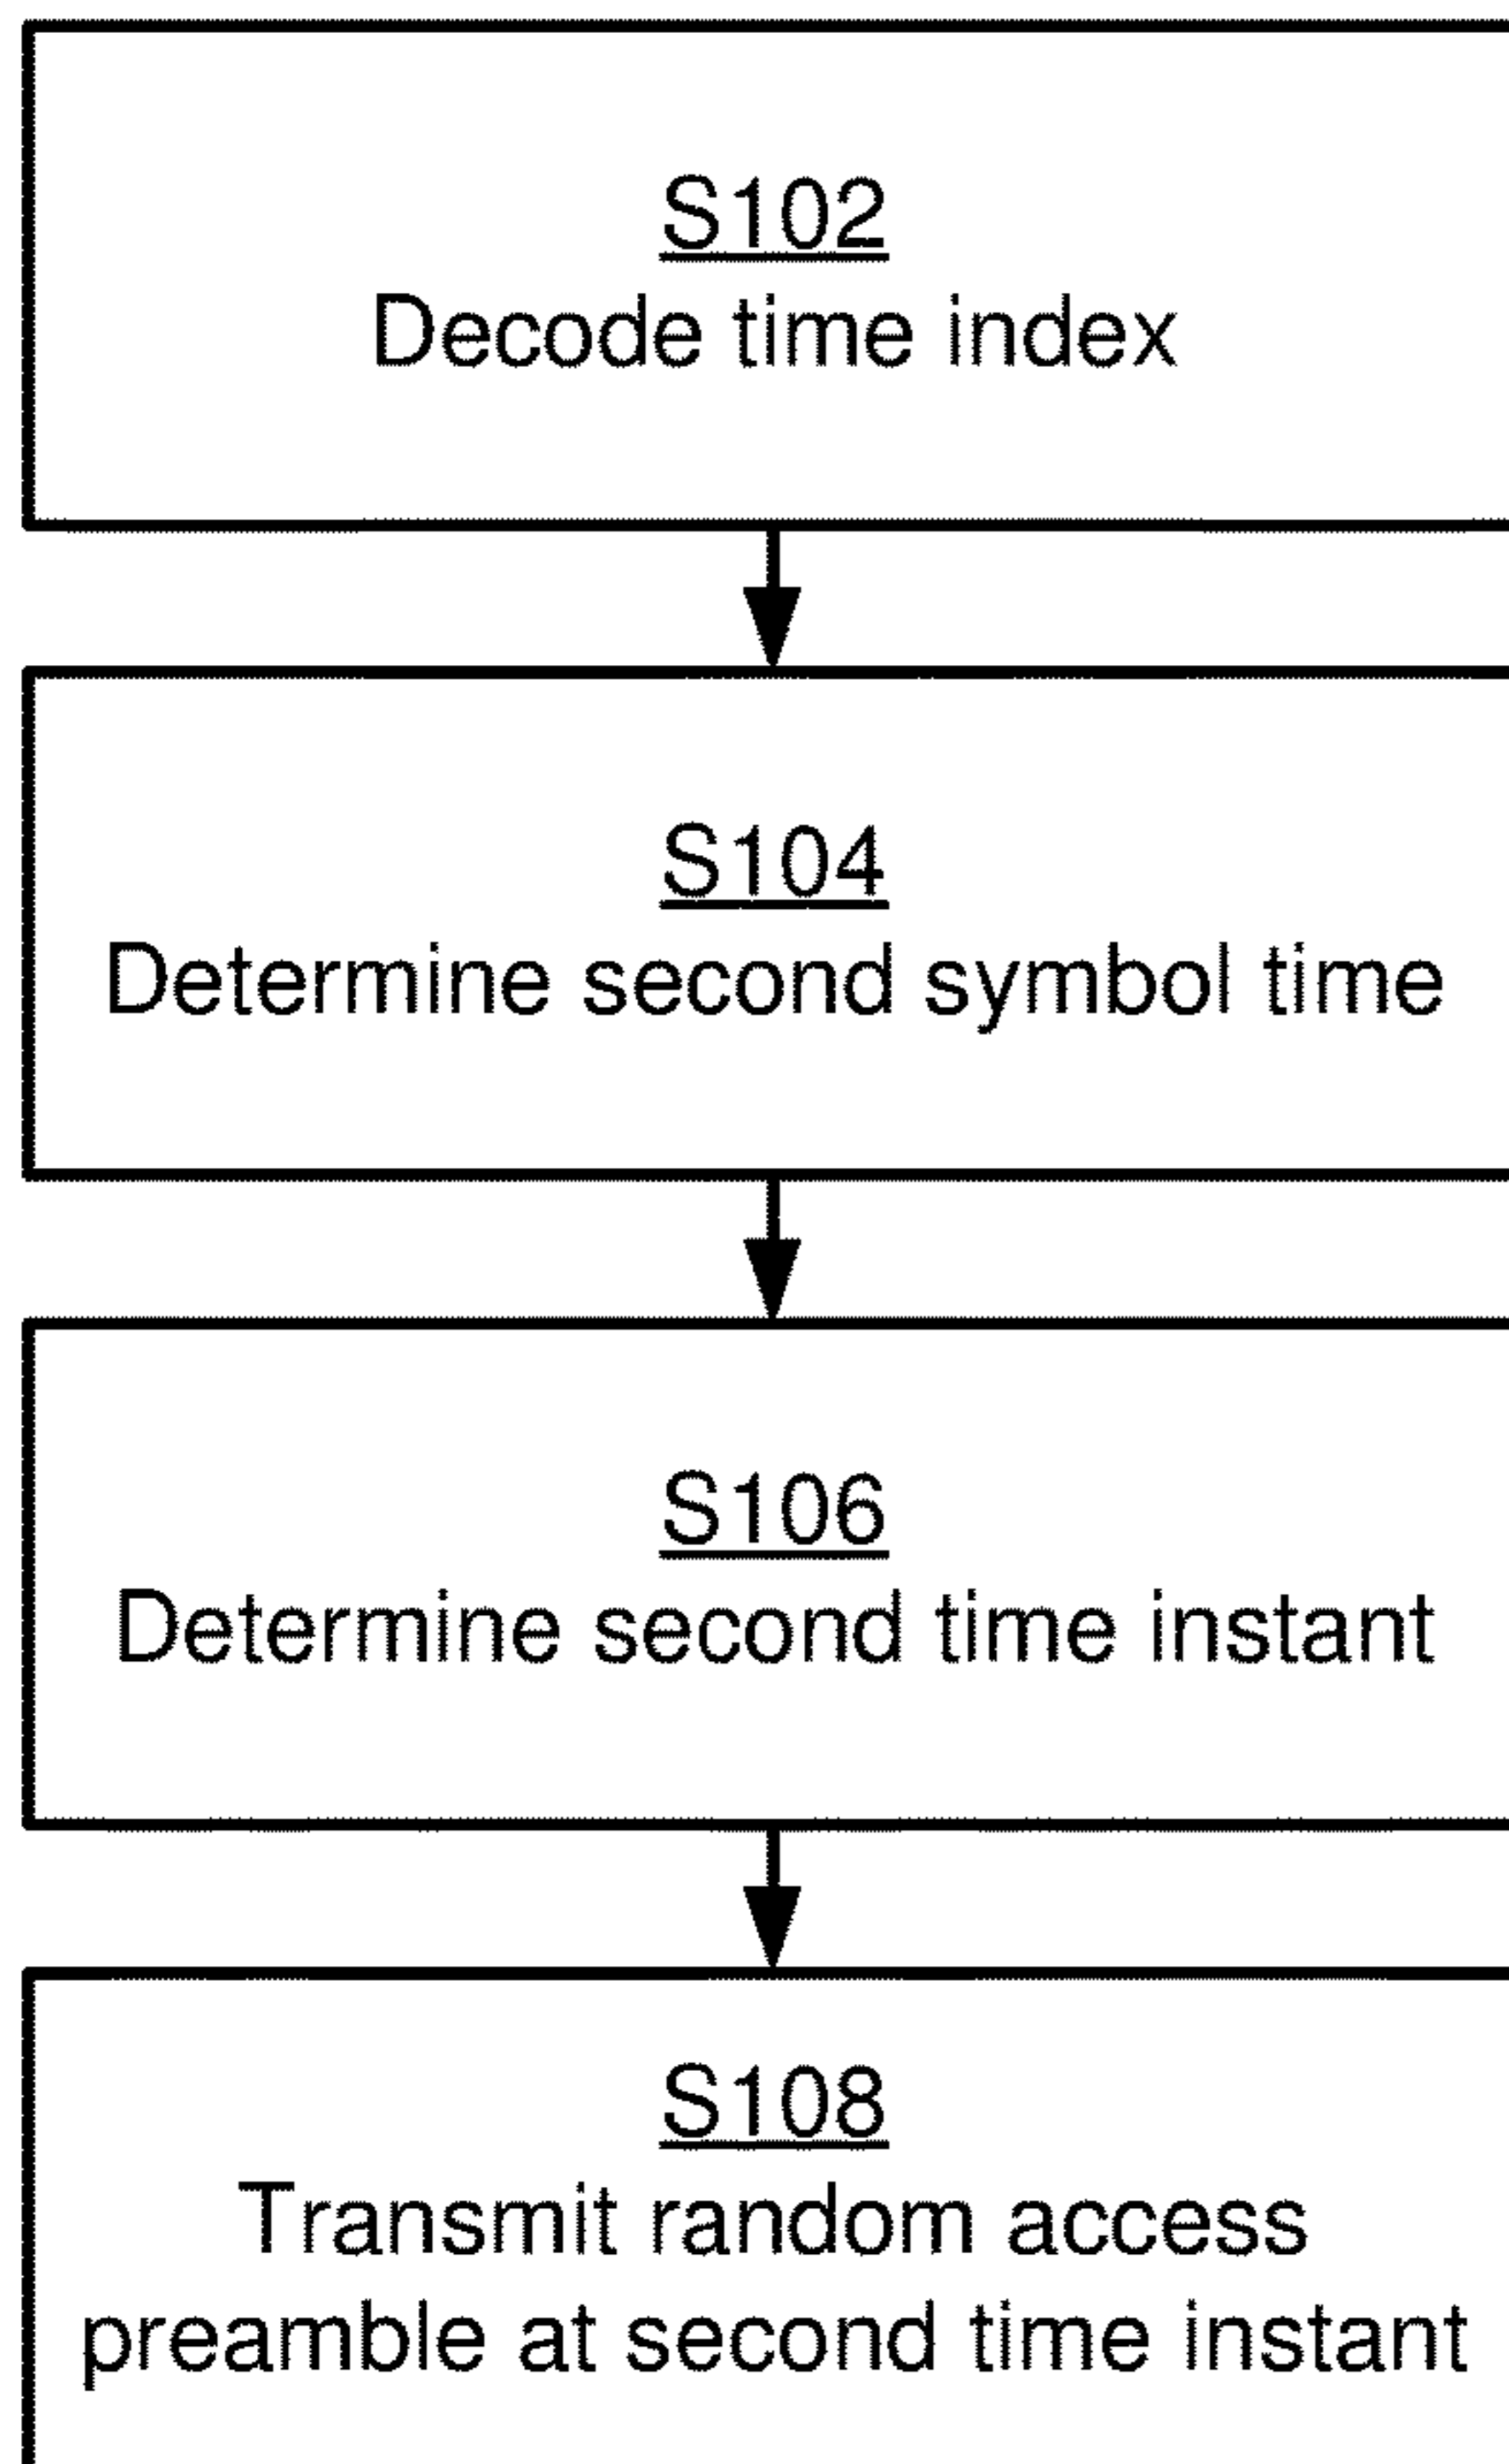 S102
Decode time index
S104
Determine second symbol time
S106
Determine second time instant
S108
Transmit random access
preamble at second time instant